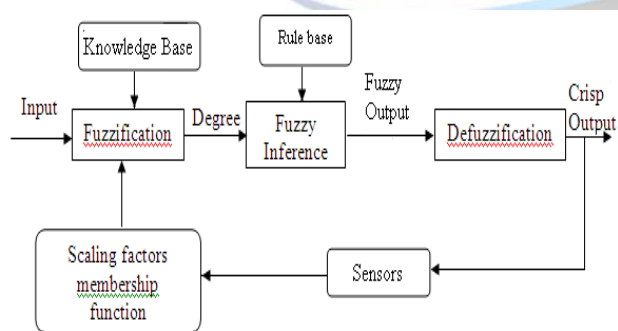 Knowledge Base
Rule base
Input
Fuzzification
Degree
Fuzzy
Inference
Fuzzy
Output
Defuzzification
Crisp
Output
Scaling factors
membership
function
Sensors